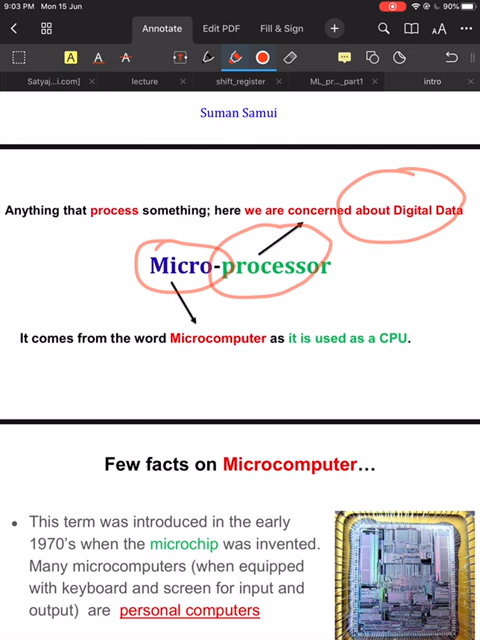 9:03 PM Mon 15 Jun
90%
Annotate Edit PDF Fill & Sign
A A T AA
Satyaj...i.com] lecture shift_register ML_pr..._part1 intro
Suman Samui
Anything that process something; here we are concerned about Digital Data
Micro-processor
It comes from the word Microcomputer as it is used as a CPU.
Few facts on Microcomputer…
• This term was introduced in the early
1970's when the microchip was invented.
Many microcomputers (when equipped
with keyboard and screen for input and
output) are personal computers